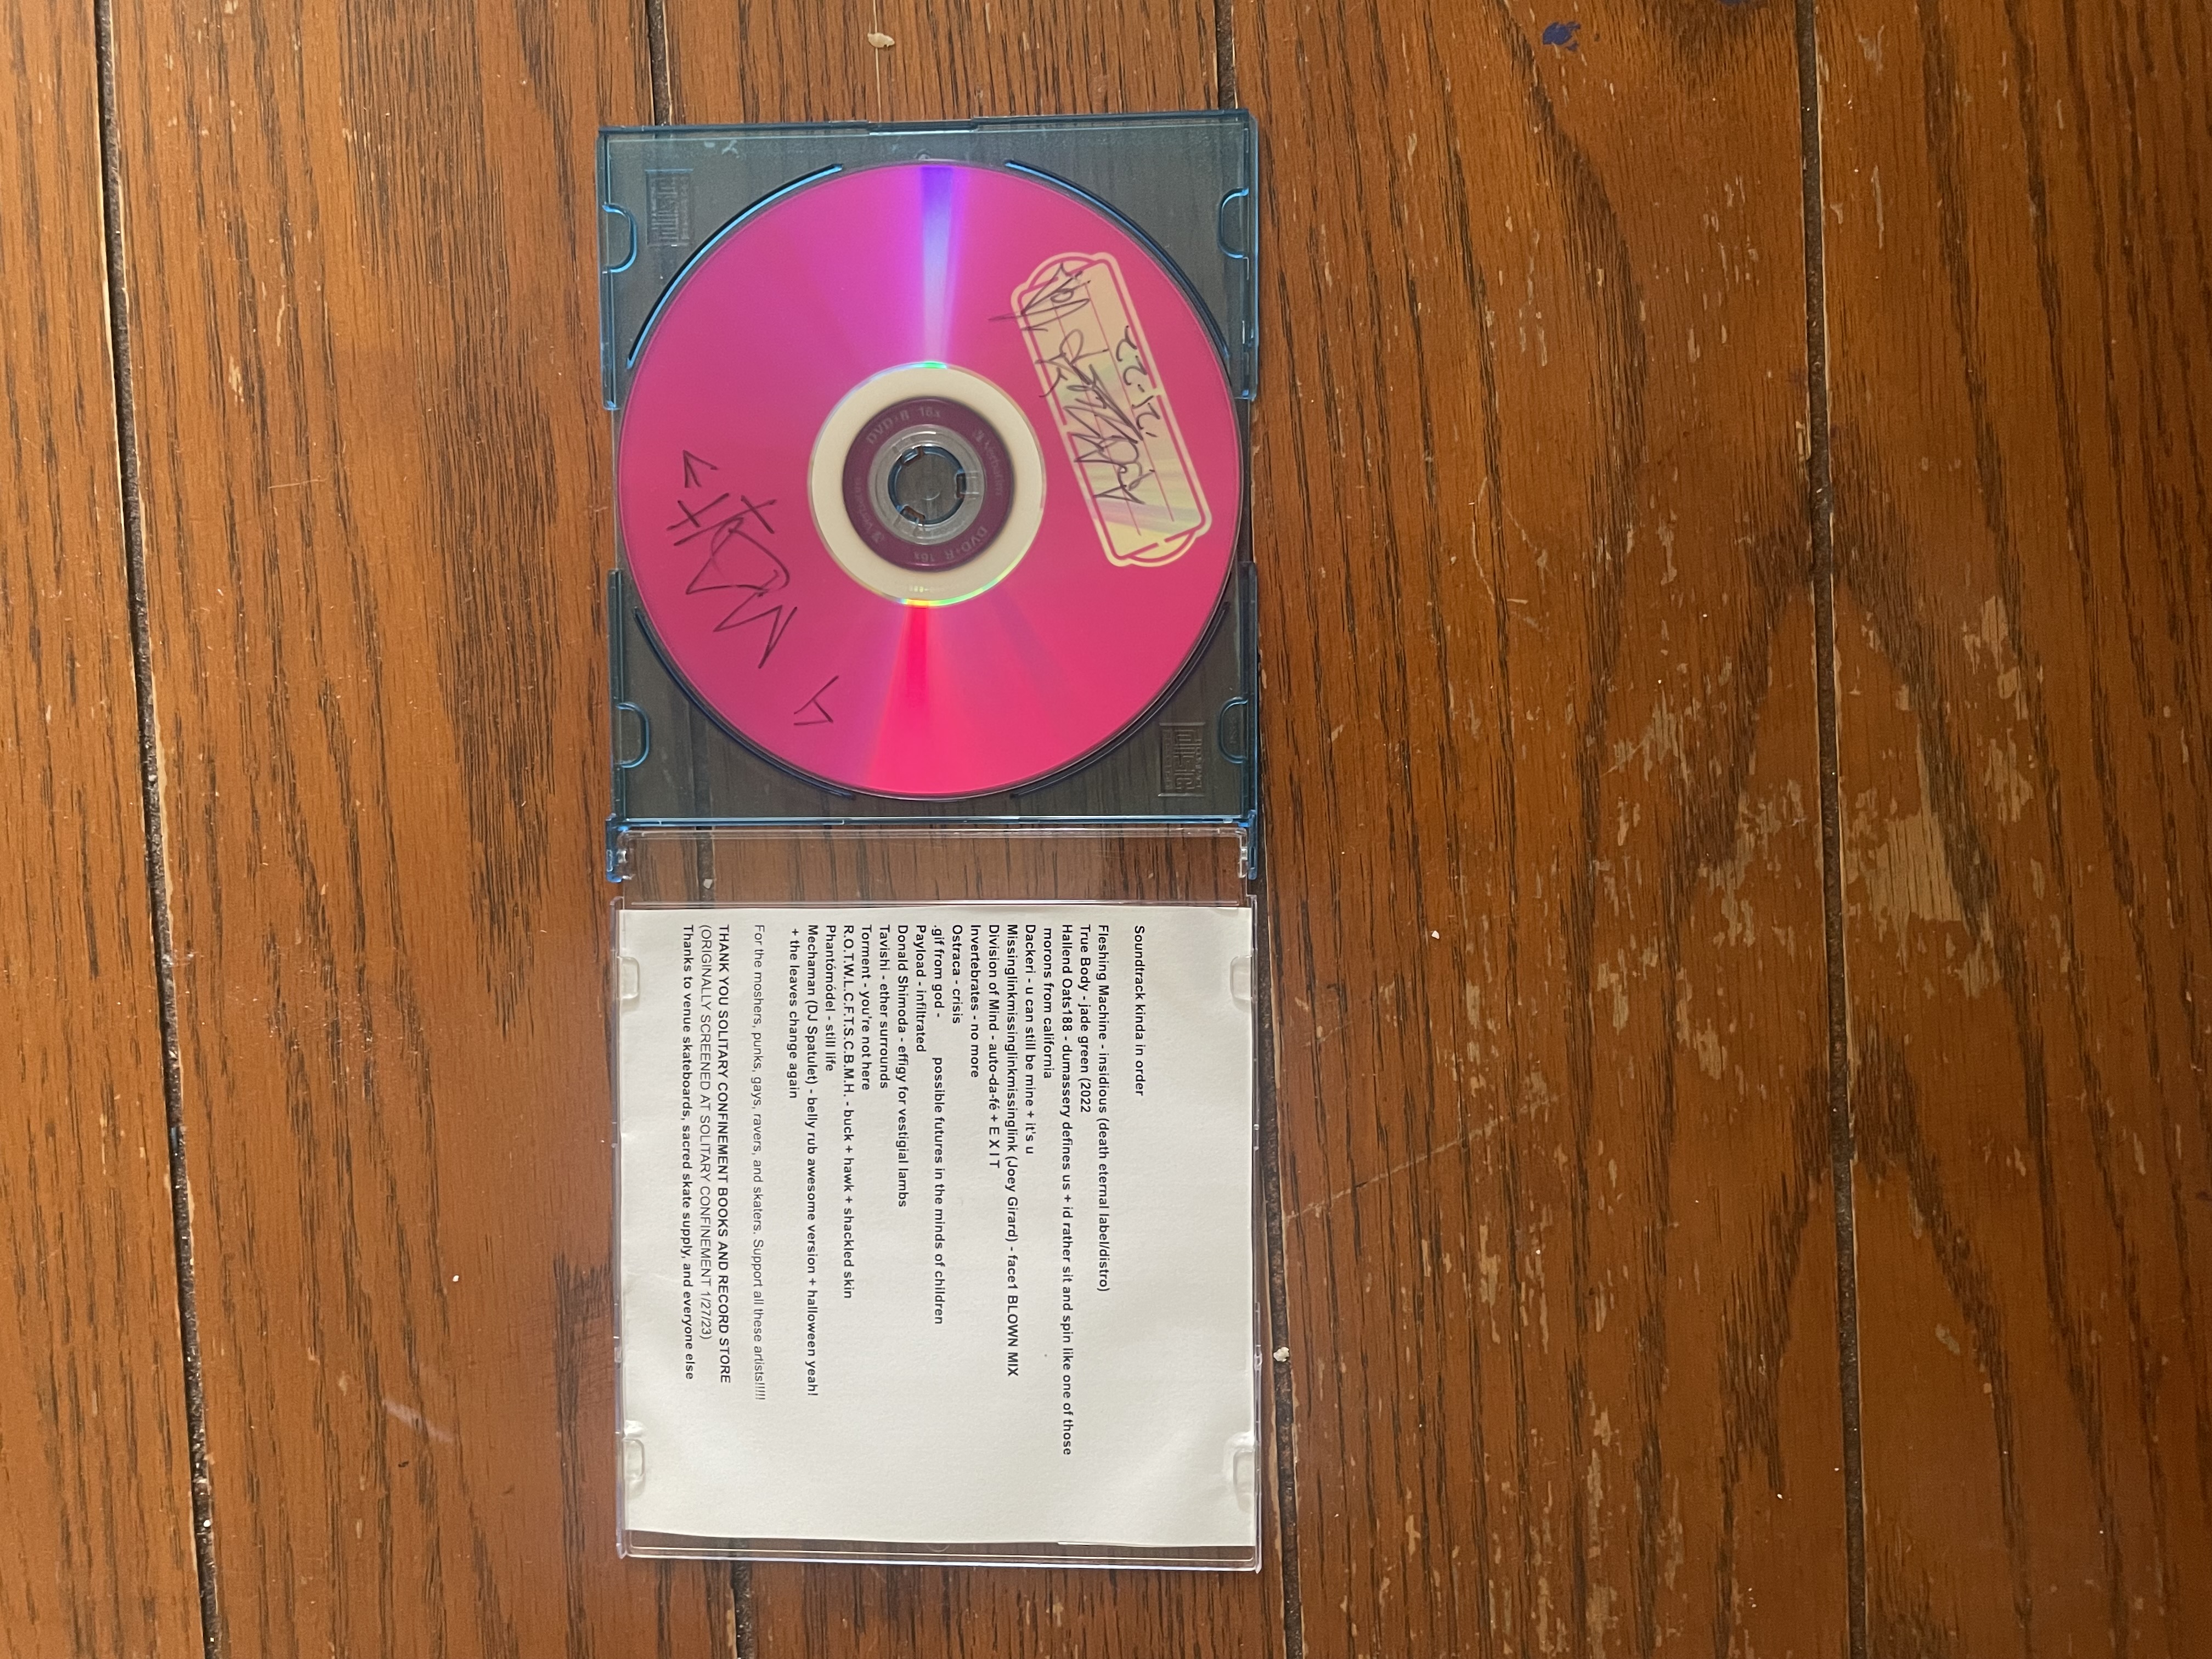 Soundtrack kinda in order
Fleshing Machine - insidious (death eternal label/distro)
True Body - jade green (2022
Hallend Oats188 - dumassery defines us + id rather sit and spin like one of those
morons from california
Dackeri - u can still be mine + it's u
Missinglinkmissinglinkmissinglink (Joey Girard) - face1 BLOWN MIX
Division of Mind - auto-da-fé + E X I T
Invertebrates - no more
Ostraca - crisis
.gif from god - possible futures in the minds of children
Payload - infiltrated
Donald Shimoda - effigy for vestigial lambs
Tavishi - ether surrounds
Torment - you're not here
R.O.T.W.L.C.F.T.S.C.B.M.H. - buck + hawk + shackled skin
Phantómódel - still life
Mechaman (DJ Spatulet) - belly rub awesome version + halloween yeah!
+ the leaves change again
For the moshers, punks, gays, ravers, and skaters. Support all these artists!!!!!
THANK YOU SOLITARY CONFINEMENT BOOKS AND RECORD STORE
(ORIGINALLY SCREENED AT SOLITARY CONFINEMENT 1/27/23)
Thanks to venue skateboards, sacred skate supply, and everyone else
4
Verbatim
DVD+R 16x
Verbatim
DVD+R 16x
'21-22